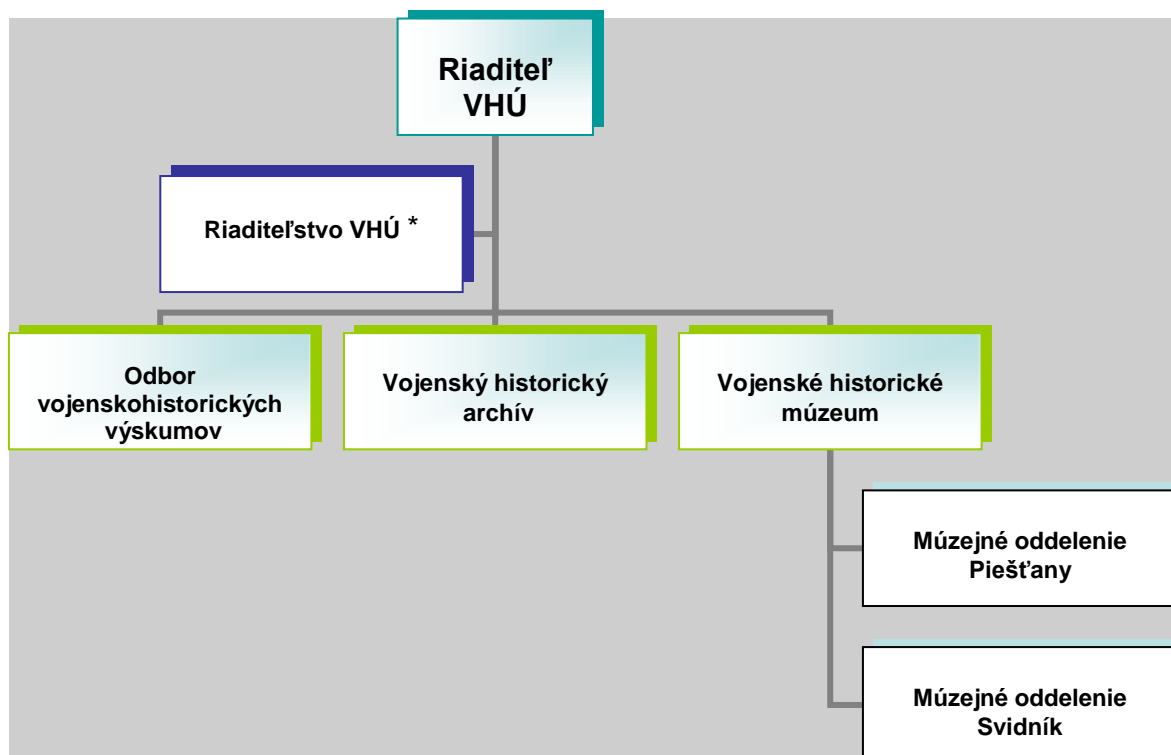 Riaditeľ
VHÚ
Riaditeľstvo VHÚ *
Odbor
vojenskohistorických
výskumov
Vojenský historický
archív
Vojenské historické
múzeum
Múzejné oddelenie
Piešťany
Múzejné oddelenie
Svidník